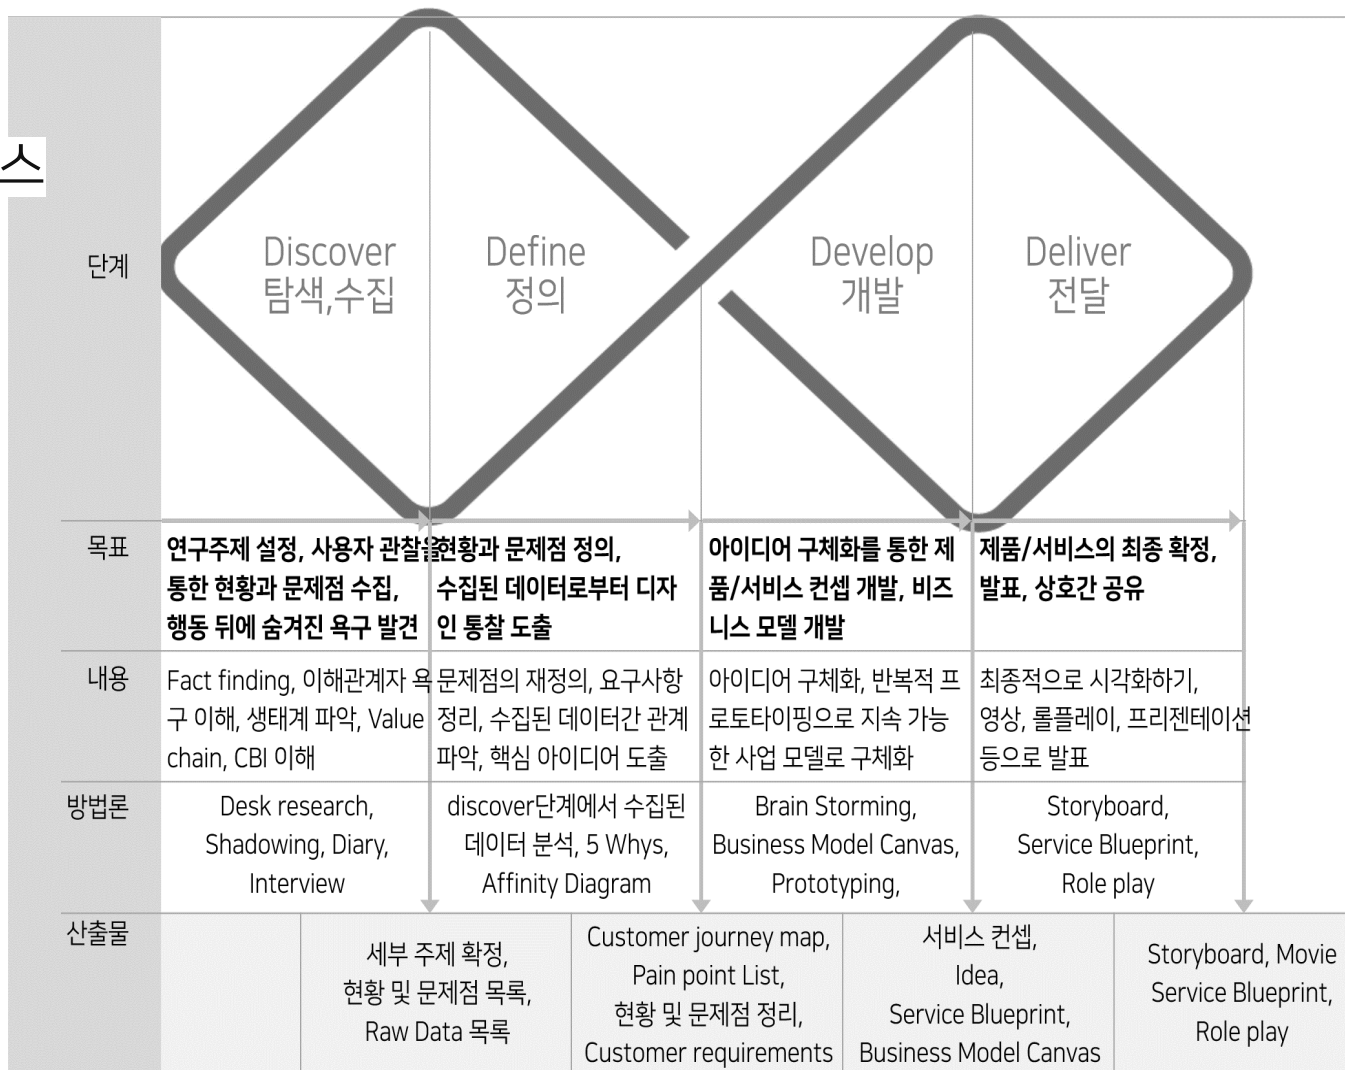 스
단계
Discover
탐색,수집
Define
정의
Develop
개발
Deliver
전달
목표
연구주제 설정, 사용자 관찰을
통한 현황과 문제점 수집,
행동 뒤에 숨겨진 욕구 발견
현황과 문제점 정의,
수집된 데이터로부터 디자
인 통찰 도출
아이디어 구체화를 통한 제
품/서비스 컨셉 개발, 비즈
니스 모델 개발
제품/서비스의 최종 확정,
발표, 상호간 공유
내용
Fact finding, 이해관계자 욕
구 이해, 생태계 파악, Value
chain, CBI 이해
문제점의 재정의, 요구사항
정리, 수집된 데이터간 관계
파악, 핵심 아이디어 도출
아이디어 구체화, 반복적 프
로토타이핑으로 지속 가능
한 사업 모델로 구체화
최종적으로 시각화하기,
영상, 롤플레이, 프리젠테이션
등으로 발표
방법론
Desk research,
Shadowing, Diary,
Interview
discover단계에서 수집된
데이터 분석, 5 Whys,
Affinity Diagram
Brain Storming,
Business Model Canvas,
Prototyping,
Storyboard,
Service Blueprint,
Role play
산출물
세부 주제 확정,
현황 및 문제점 목록,
Raw Data 목록
Customer journey map,
Pain point List,
현황 및 문제점 정리,
Customer requirements
서비스 컨셉,
Idea,
Service Blueprint,
Business Model Canvas
Storyboard, Movie
Service Blueprint,
Role play